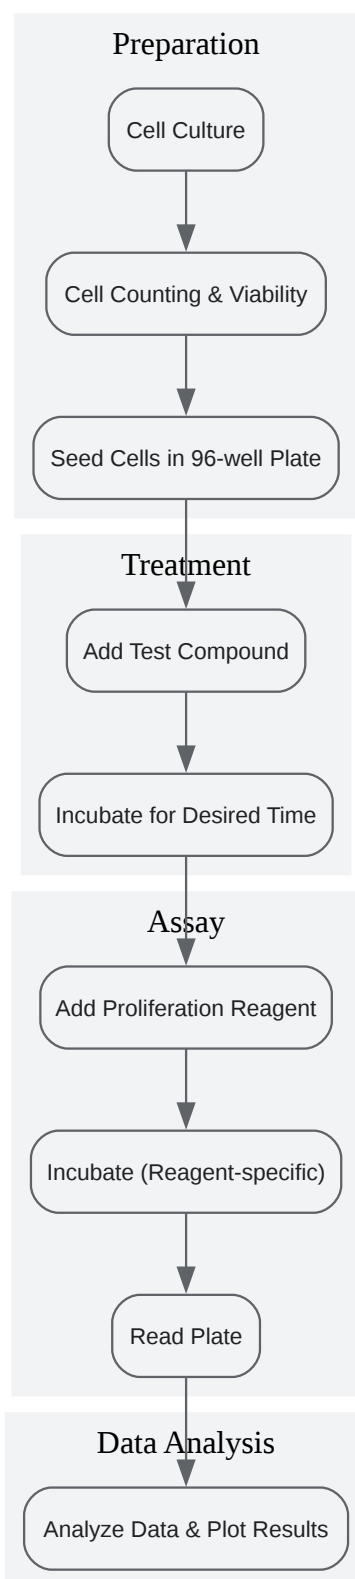 Preparation
Cell Culture
Cell Counting & Viability
Seed Cells in 96-well Plate
Treatment
Add Test Compound
Incubate for Desired Time
Assay
Add Proliferation Reagent
Incubate (Reagent-specific)
Read Plate
Data Analysis
Analyze Data & Plot Results